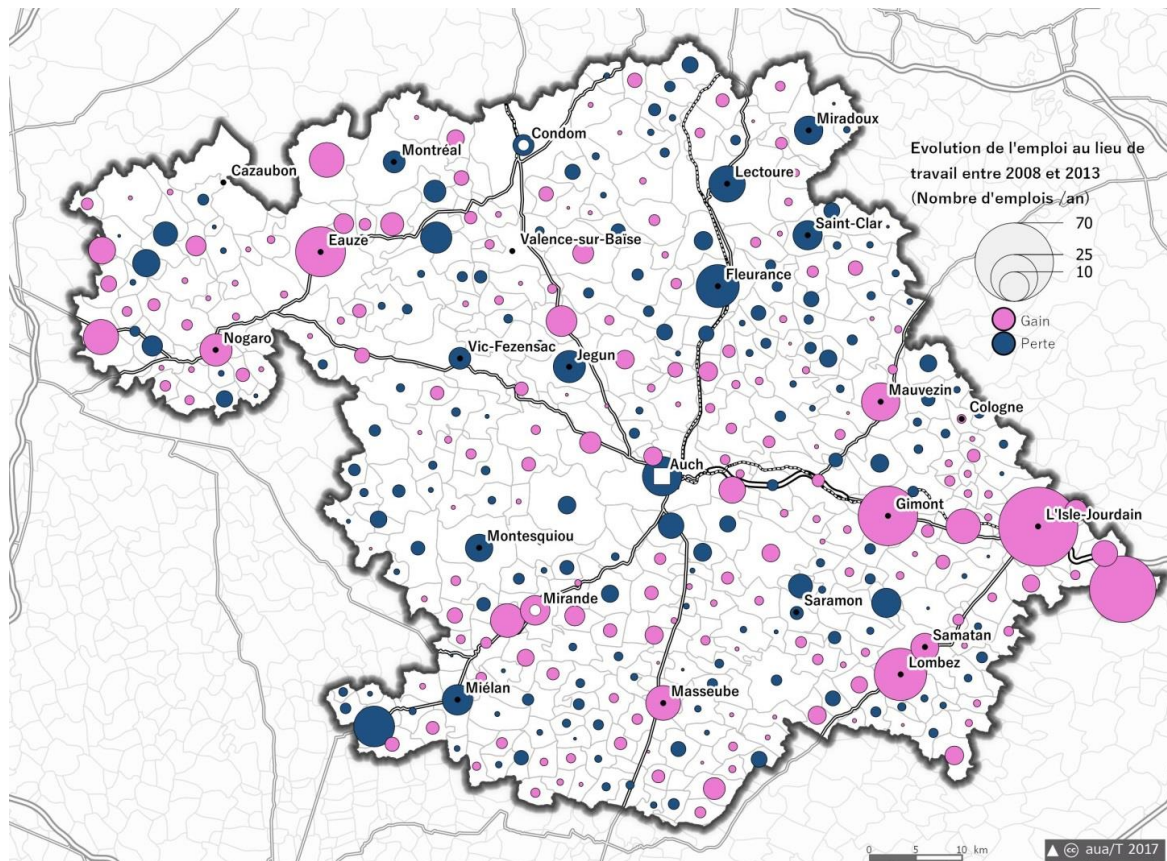 Condom
Miradoux
Montréal
Cazaubon
Lectoure
Evolution de l'emploi au lieu de
travail entre 2008 et 2013
(Nombre d'emplois /an)
70
25
10
Gain
Perte
Saint-Clar
Valence-sur-Baïse
Eauze
Fleurance
Nogaro
Vic-Fezensac
Jegun
Mauvezin
Cologne
Auch
Gimont
L'Isle-Jourdain
Montesquiou
Mirande
Saramon
Samatan
Lombez
Miélan
Masseube
0 5 10 km
▲ cc aua/T 2017